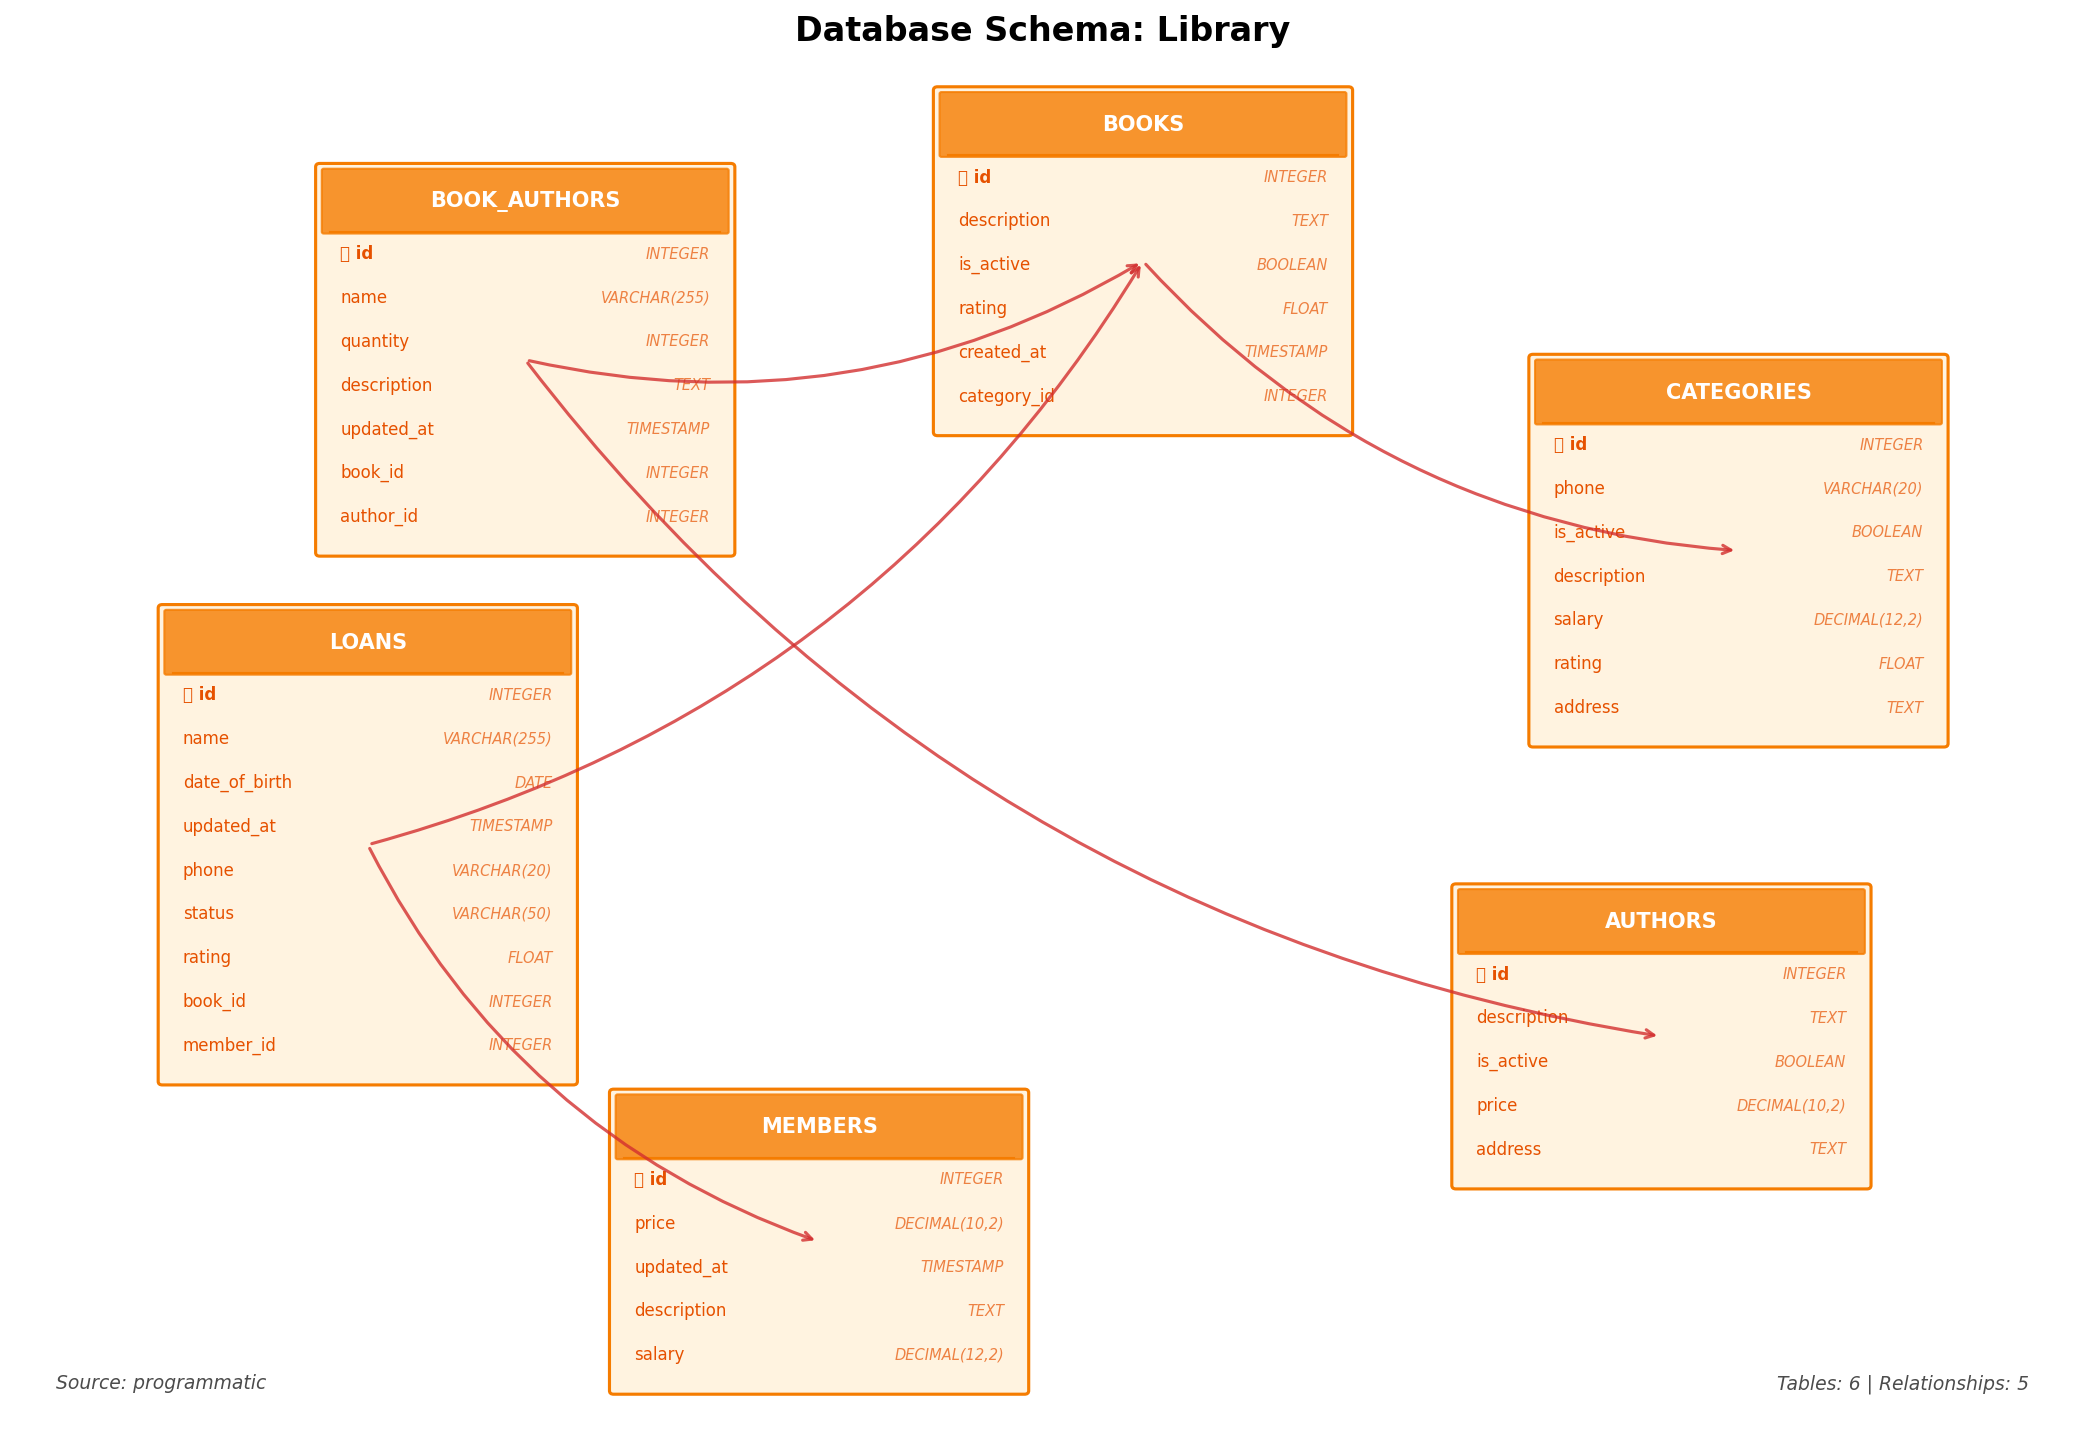 Database Schema: Library
BOOK_AUTHORS
id INTEGER
name VARCHAR(255)
quantity INTEGER
description TEXT
updated_at TIMESTAMP
book_id INTEGER
author_id INTEGER
BOOKS
id INTEGER
description TEXT
is_active BOOLEAN
rating FLOAT
created_at TIMESTAMP
category_id INTEGER
CATEGORIES
id INTEGER
phone VARCHAR(20)
is_active BOOLEAN
description TEXT
salary DECIMAL(12,2)
rating FLOAT
address TEXT
LOANS
id INTEGER
name VARCHAR(255)
date_of_birth DATE
updated_at TIMESTAMP
phone VARCHAR(20)
status VARCHAR(50)
rating FLOAT
book_id INTEGER
member_id INTEGER
AUTHORS
id INTEGER
description TEXT
is_active BOOLEAN
price DECIMAL(10,2)
address TEXT
MEMBERS
id INTEGER
price DECIMAL(10,2)
updated_at TIMESTAMP
description TEXT
salary DECIMAL(12,2)
Source: programmatic
Tables: 6 | Relationships: 5